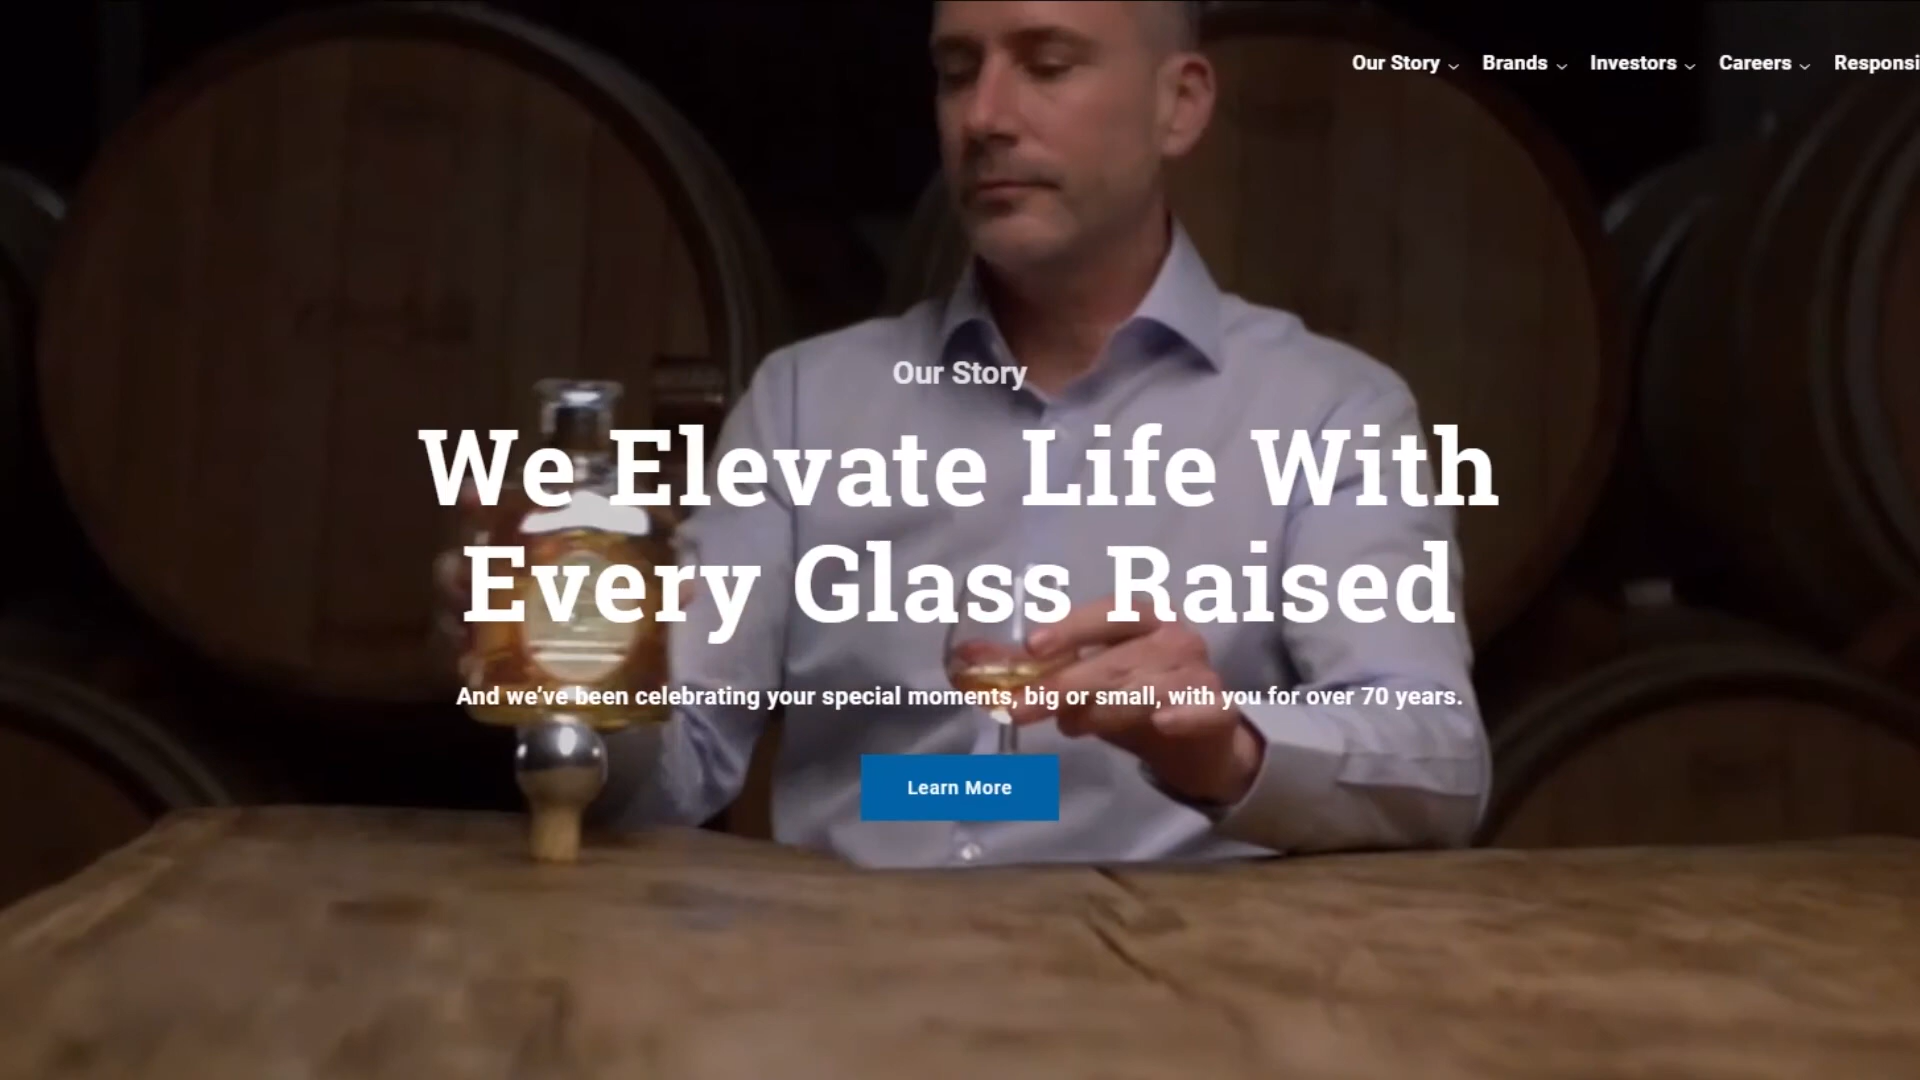 Our Story Brands Investors Careers Responsi
Our Story
We Elevate Life With
Every Glass Raised
And we’ve been celebrating your special moments, big or small, with you for over 70 years.
Learn More